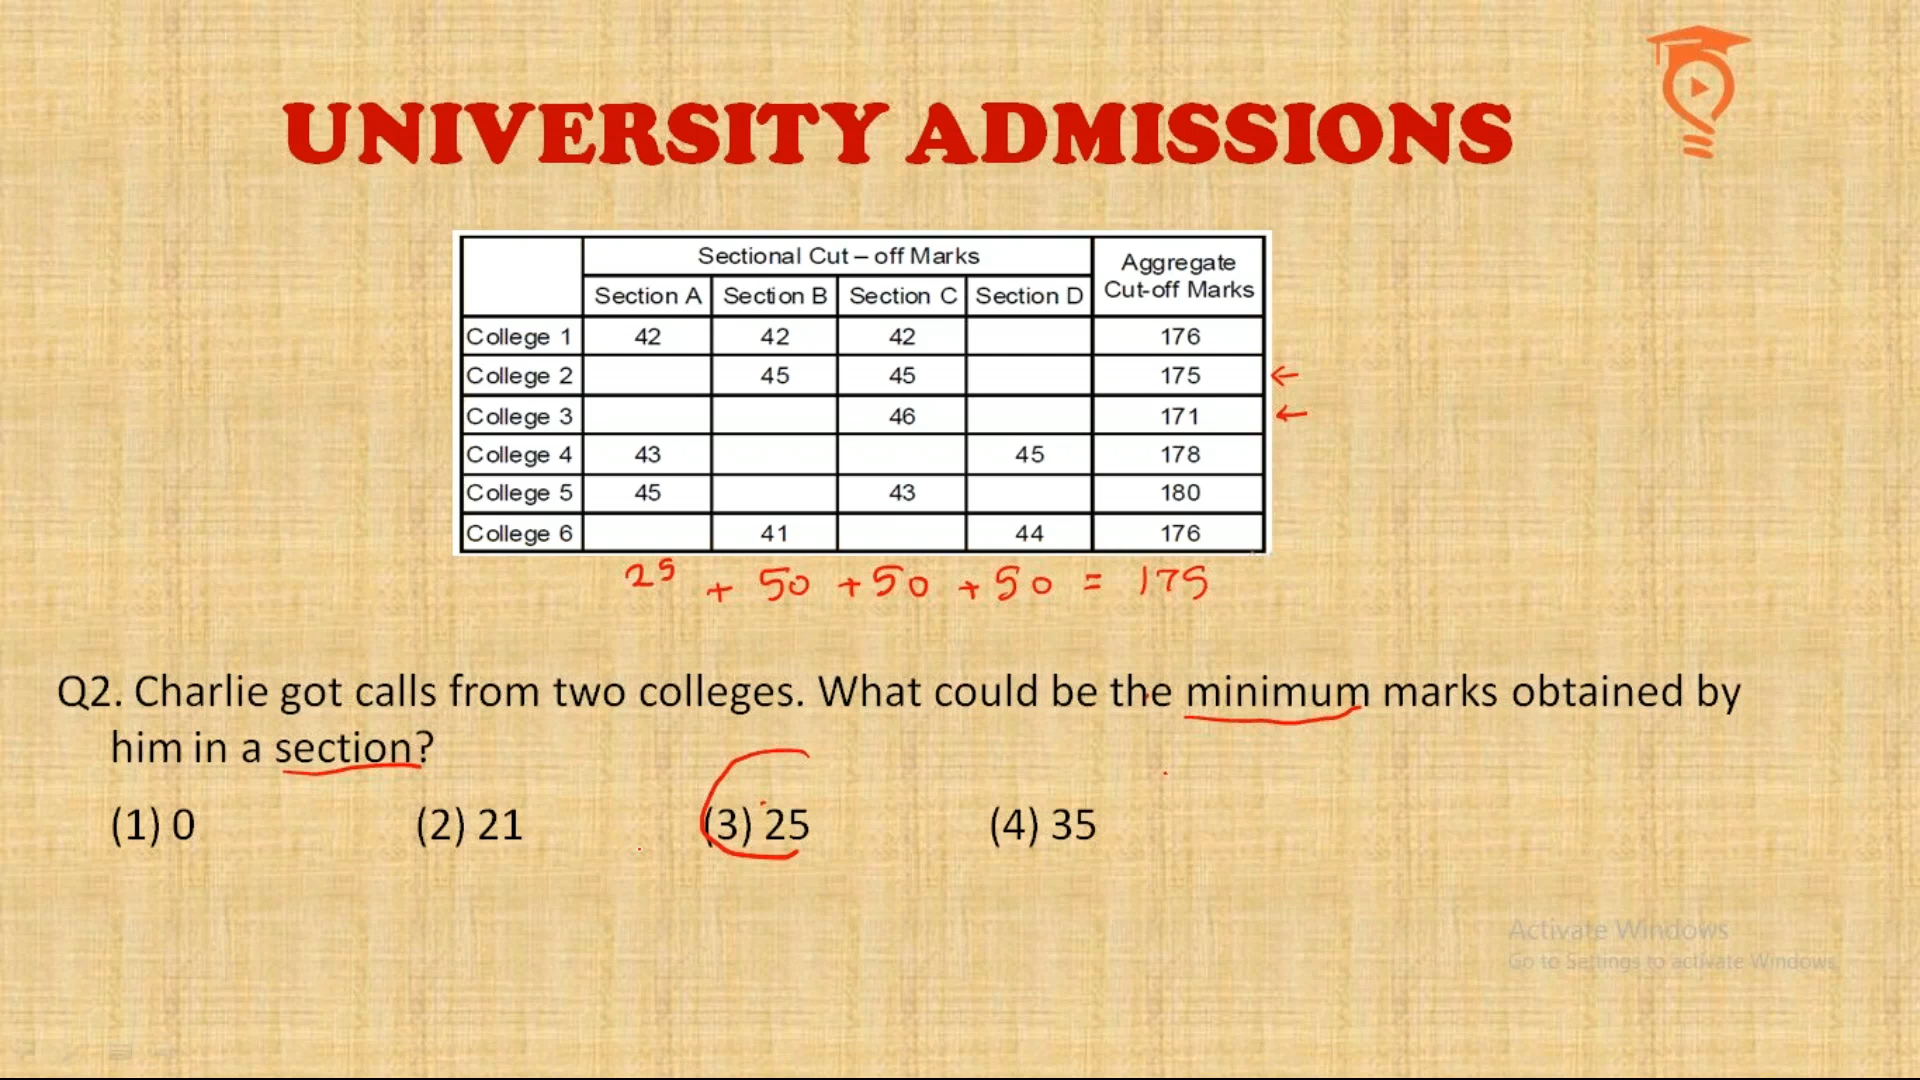 UNIVERSITY ADMISSIONS
Sectional Cut – off Marks Aggregate Cut-off Marks
Section A Section B Section C Section D
College 1 42 42 42 176
College 2 45 45 175 ←
College 3 46 171 ←
College 4 43 45 178
College 5 45 43 180
College 6 41 44 176
25 + 50 + 50 + 50 = 175
Q2. Charlie got calls from two colleges. What could be the minimum marks obtained by
him in a section?
(1) 0 (2) 21 (3) 25 (4) 35
Activate Windows
Go to Settings to activate Windows.